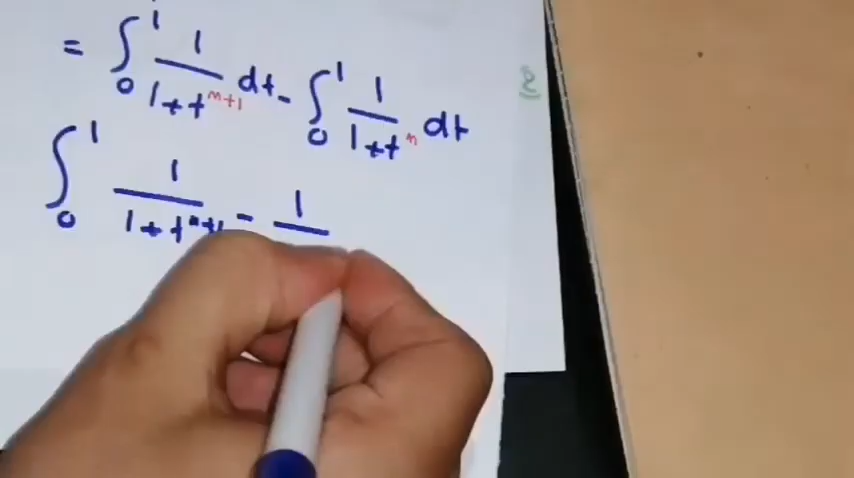 = ∫₀¹ 1/(1+t^(n+1)) dt - ∫₀¹ 1/(1+t^n) dt
∫₀¹ 1/(1+t^n+1) - 1/